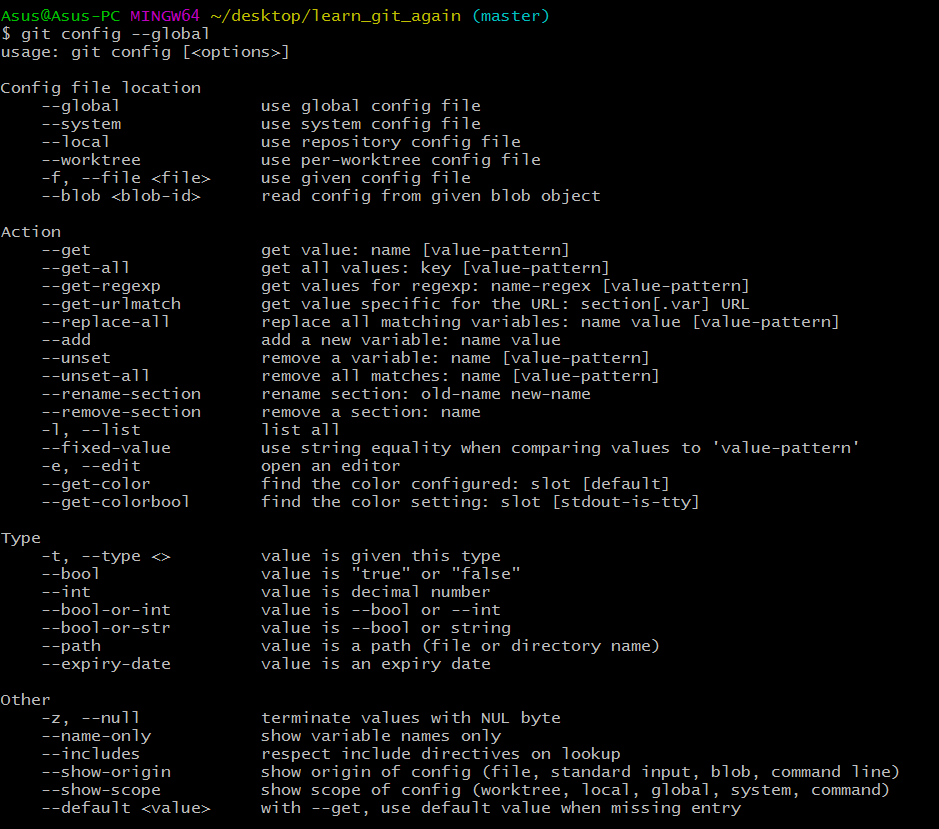 Asus@Asus-PC MINGW64 ~/desktop/learn_git_again (master)
$ git config --global
usage: git config [<options>]

Config file location
    --global              use global config file
    --system              use system config file
    --local               use repository config file
    --worktree            use per-worktree config file
    -f, --file <file>     use given config file
    --blob <blob-id>      read config from given blob object

Action
    --get                 get value: name [value-pattern]
    --get-all             get all values: key [value-pattern]
    --get-regexp          get values for regexp: name-regex [value-pattern]
    --get-urlmatch        get value specific for the URL: section[.var] URL
    --replace-all         replace all matching variables: name value [value-pattern]
    --add                 add a new variable: name value
    --unset               remove a variable: name [value-pattern]
    --unset-all           remove all matches: name [value-pattern]
    --rename-section      rename section: old-name new-name
    --remove-section      remove a section: name
    -l, --list            list all
    --fixed-value         use string equality when comparing values to 'value-pattern'
    -e, --edit            open an editor
    --get-color           find the color configured: slot [default]
    --get-colorbool       find the color setting: slot [stdout-is-tty]

Type
    -t, --type <>         value is given this type
    --bool                value is "true" or "false"
    --int                 value is decimal number
    --bool-or-int         value is --bool or --int
    --bool-or-str         value is --bool or string
    --path                value is a path (file or directory name)
    --expiry-date         value is an expiry date

Other
    -z, --null            terminate values with NUL byte
    --name-only           show variable names only
    --includes            respect include directives on lookup
    --show-origin         show origin of config (file, standard input, blob, command line)
    --show-scope          show scope of config (worktree, local, global, system, command)
    --default <value>     with --get, use default value when missing entry